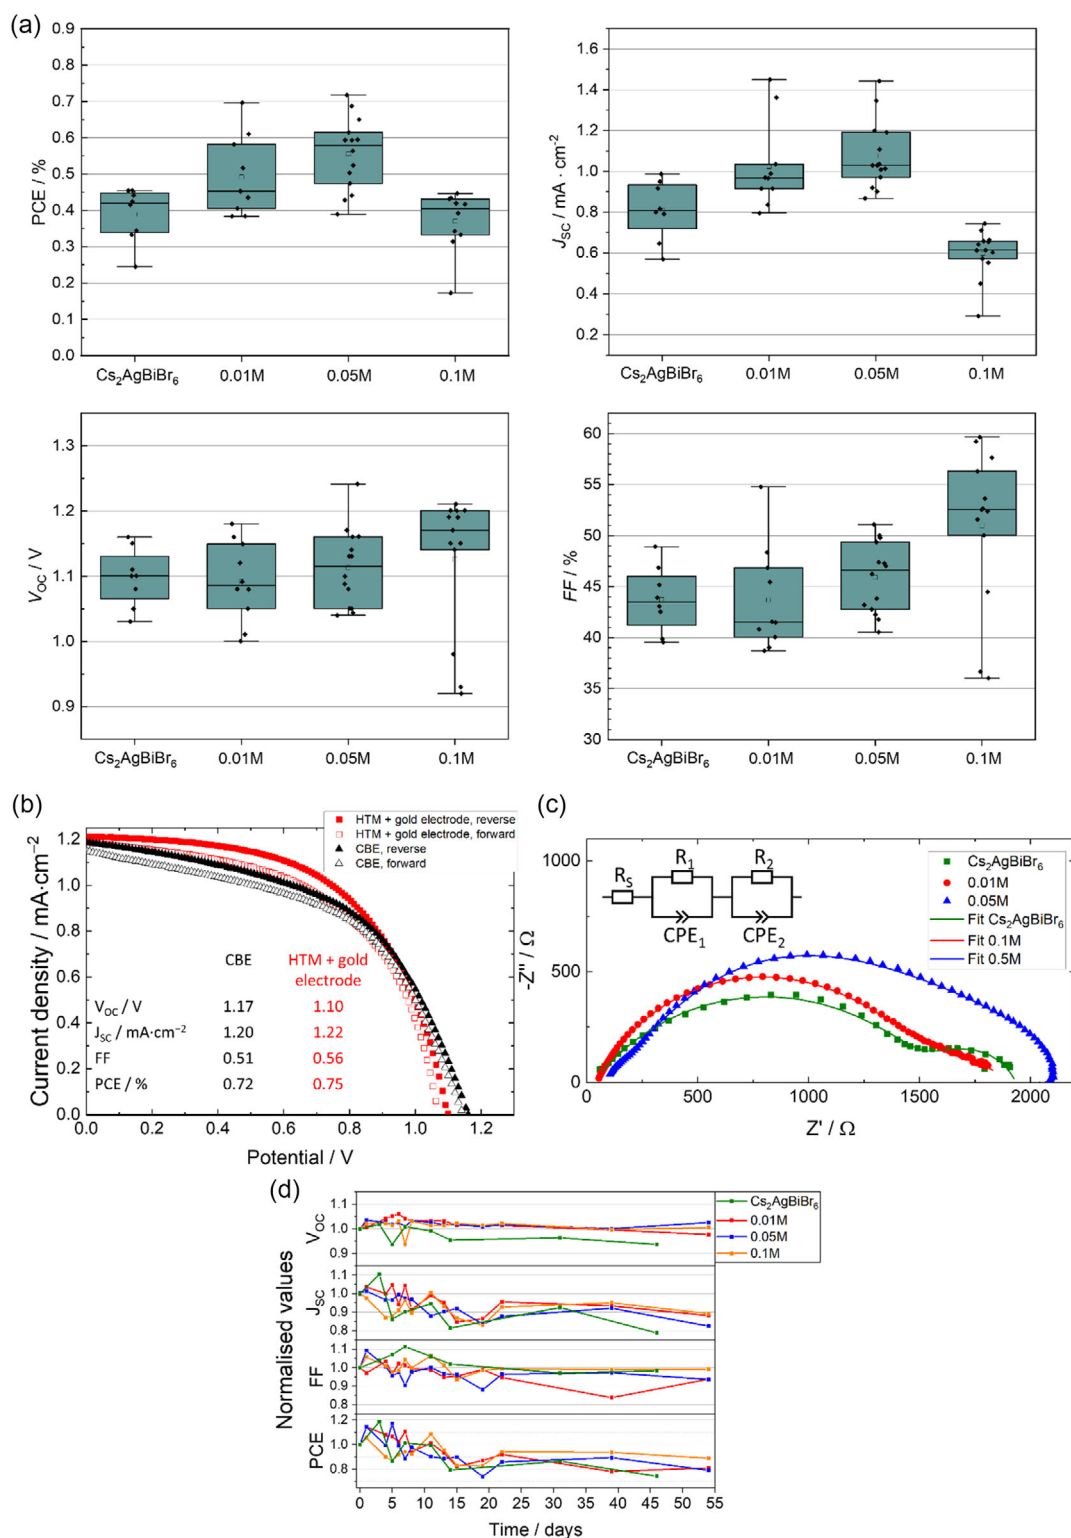 (a)
0.9
0.8
0.7
0.6
0.5
0.4
0.3
0.2
0.1
0.0
PCE / %
Cs₂AgBiBr₆ 0.01M 0.05M 0.1M
1.6
1.4
1.2
1.0
0.8
0.6
0.4
0.2
J_SC / mA · cm⁻²
Cs₂AgBiBr₆ 0.01M 0.05M 0.1M
1.3
1.2
1.1
1.0
0.9
V_OC / V
Cs₂AgBiBr₆ 0.01M 0.05M 0.1M
60
55
50
45
40
35
30
FF / %
Cs₂AgBiBr₆ 0.01M 0.05M 0.1M
(b)
HTM + gold electrode, reverse
HTM + gold electrode, forward
CBE, reverse
CBE, forward
1.2
1.0
0.8
0.6
0.4
0.2
0.0
Current density / mA·cm⁻²
CBE HTM + gold
electrode
V_OC / V 1.17 1.10
J_SC / mA·cm⁻² 1.20 1.22
FF 0.51 0.56
PCE / % 0.72 0.75
0.0 0.2 0.4 0.6 0.8 1.0 1.2
Potential / V
(c)
1000
500
0
-Z'' / Ω
R_S R₁ R₂
CPE₁ CPE₂
Cs₂AgBiBr₆
0.01M
0.05M
Fit Cs₂AgBiBr₆
Fit 0.1M
Fit 0.5M
0 500 1000 1500 2000
Z' / Ω
(d)
Cs₂AgBiBr₆
0.01M
0.05M
0.1M
Normalised values
V_OC
1.1
1.0
0.9
J_SC
1.1
1.0
0.9
0.8
FF
1.1
1.0
0.9
0.8
PCE
1.2
1.0
0.8
0 5 10 15 20 25 30 35 40 45 50 55
Time / days